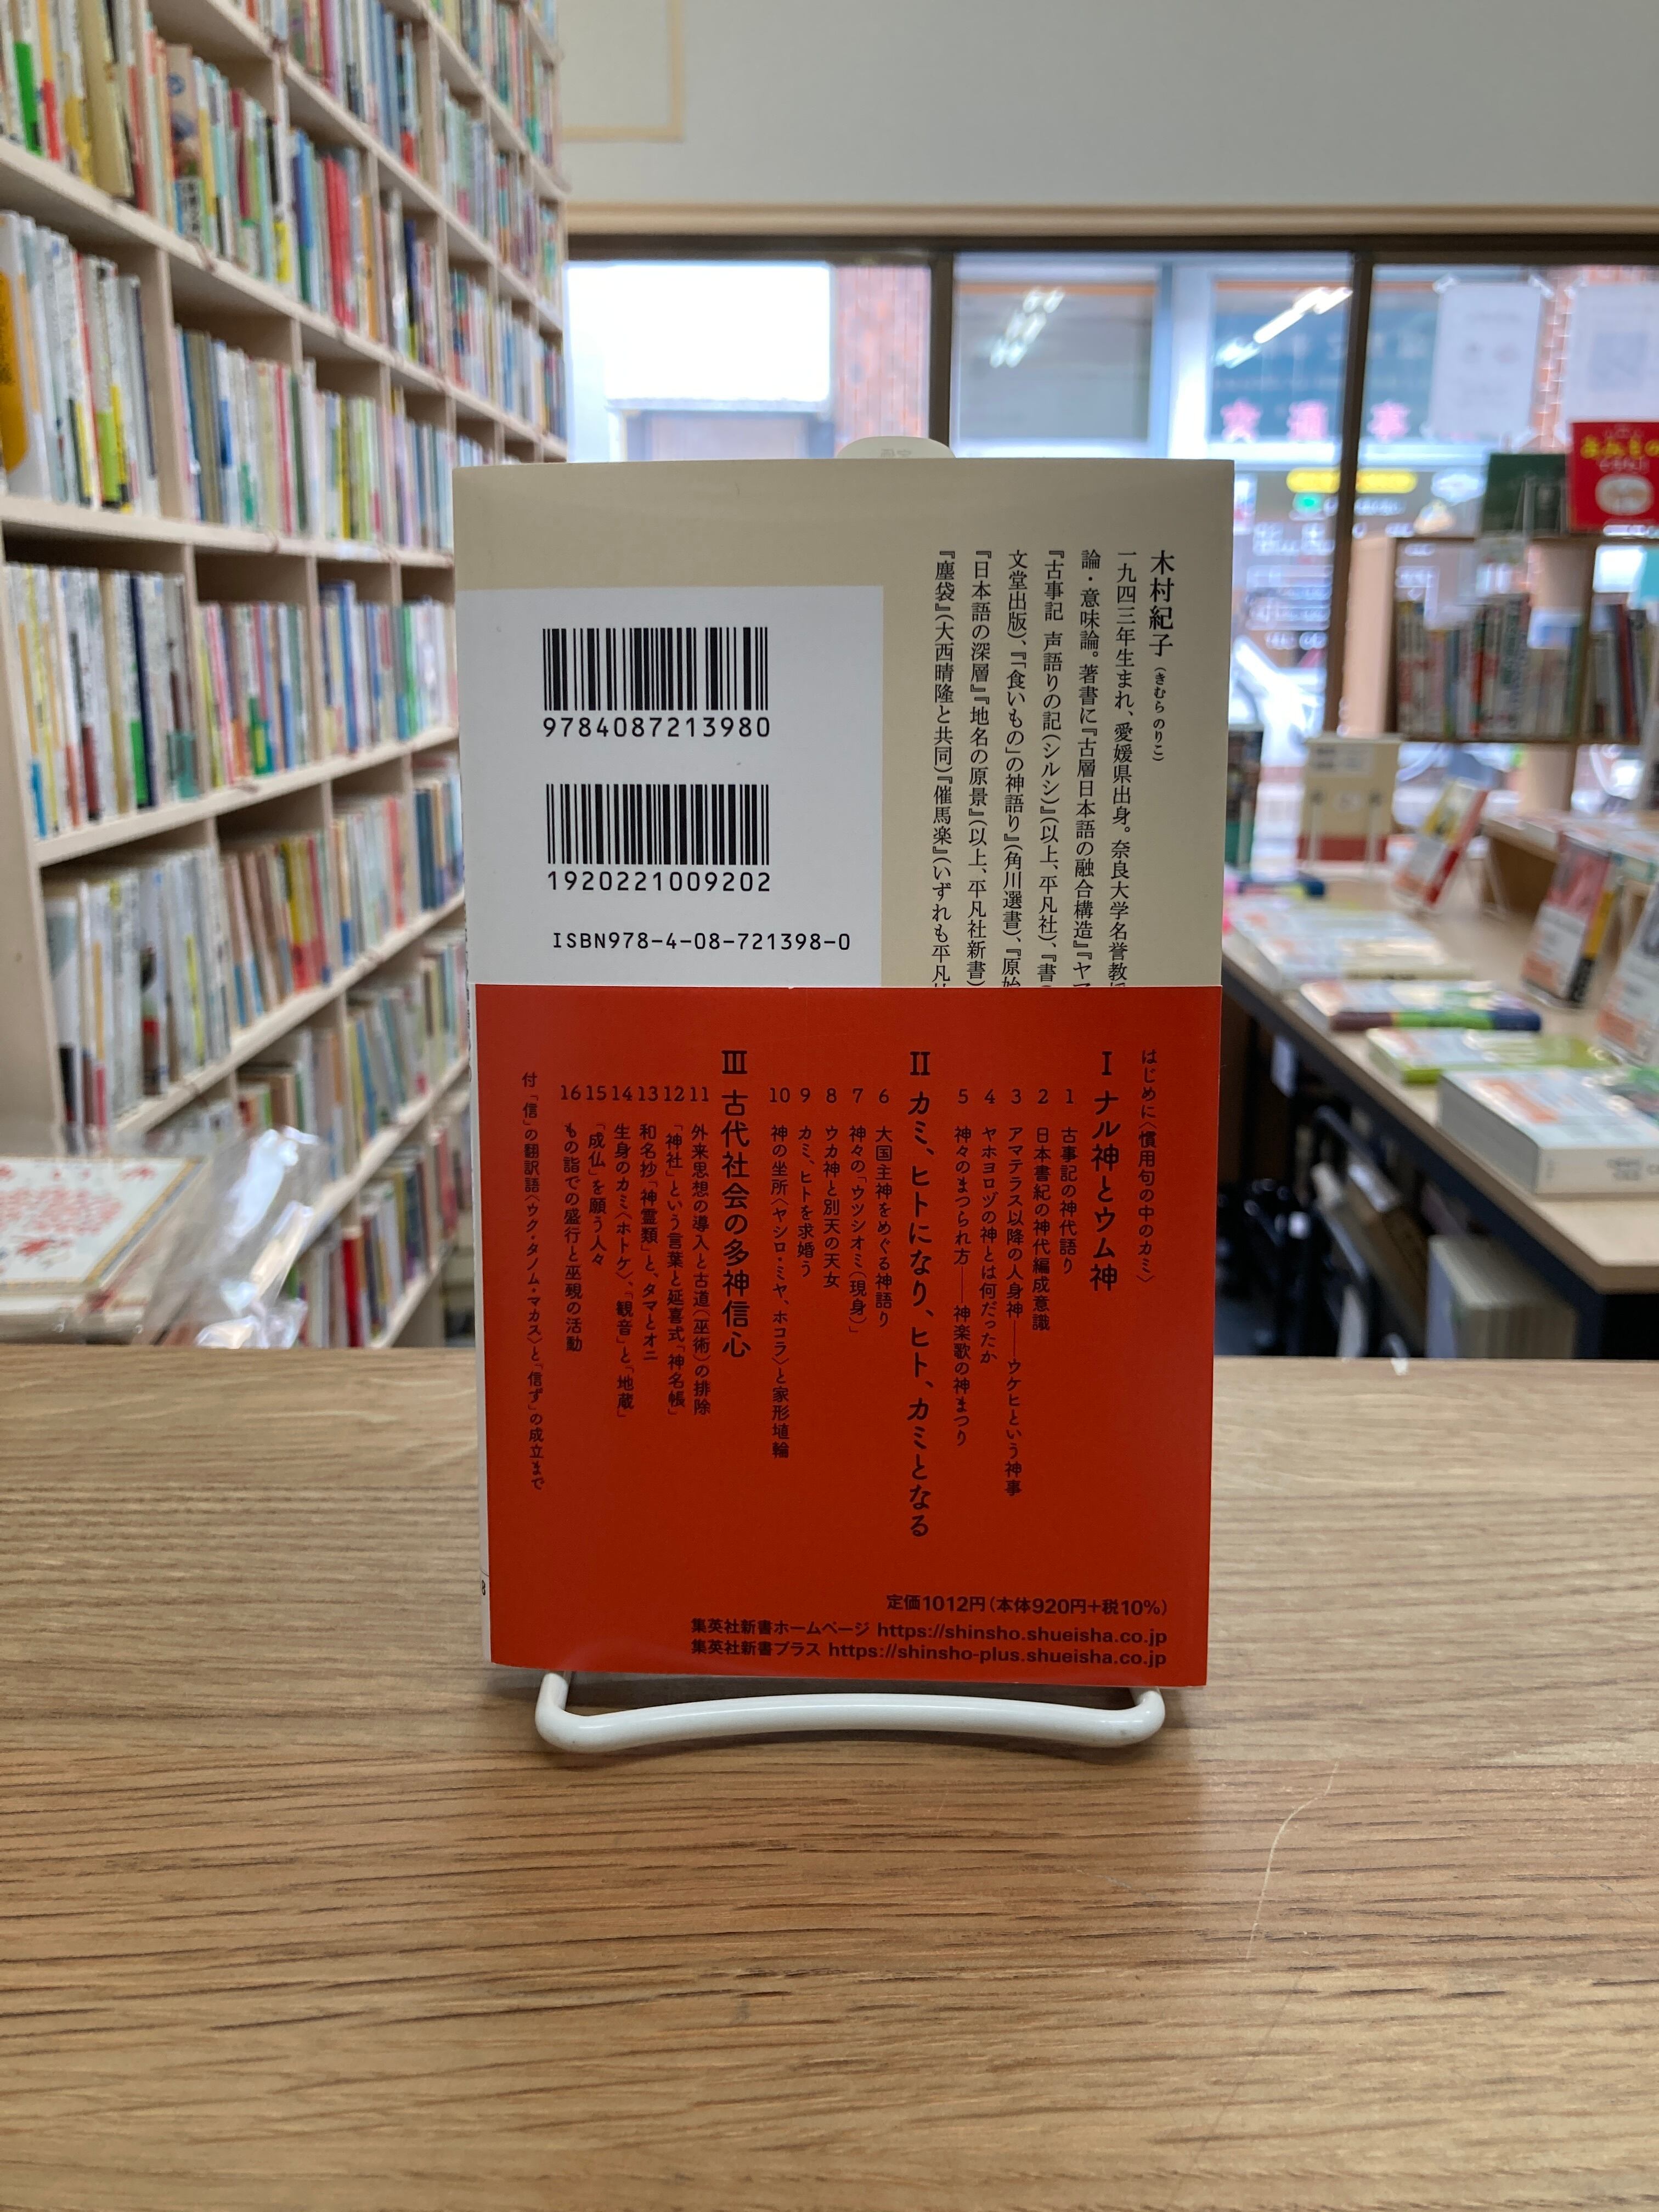 木村紀子(きむら のりこ)
一九四三年生まれ、愛媛県出身。奈良大学名誉教
論・意味論。著書に『古層日本語の融合構造』『ヤマ
『古事記 声語りの記(シルシ)』(以上、平凡社)、『書
文堂出版)、『「食いもの」の神語り』(角川選書)、『原始
『日本語の深層』『地名の原景』(以上、平凡社新書)
『塵袋』(大西晴隆と共同)『催馬楽』(いずれも平凡
9784087213980
1920221009202
ISBN978-4-08-721398-0
はじめに〈慣用句の中のカミ〉
Ⅰ ナル神とウム神
1 古事記の神代語り
2 日本書紀の神代編成意識
3 アマテラス以降の人身神――ウケヒという神事
4 ヤホヨロヅの神とは何だったか
5 神々のまつられ方――神楽歌の神まつり
Ⅱ カミ、ヒトになり、ヒト、カミとなる
6 大国主神をめぐる神語り
7 神々の「ウツシオミ(現身)」
8 ウカ神と別天の天女
9 カミ、ヒトを求婚う
10 神の坐所〈ヤシロ・ミヤ、ホコラ〉と家形埴輪
Ⅲ 古代社会の多神信心
11 外来思想の導入と古道(巫術)の排除
12 「神社」という言葉と延喜式「神名帳」
13 和名抄「神霊類」と、タマとオニ
14 生身のカミ〈ホトケ〉、「観音」と「地蔵」
15 「成仏」を願う人々
16 もの詣での盛行と巫覡の活動
付 「信」の翻訳語〈ウク・タノム・マカス〉と「信ず」の成立まで
定価1012円(本体920円+税10%)
集英社新書ホームページ https://shinsho.shueisha.co.jp
集英社新書プラス https://shinsho-plus.shueisha.co.jp